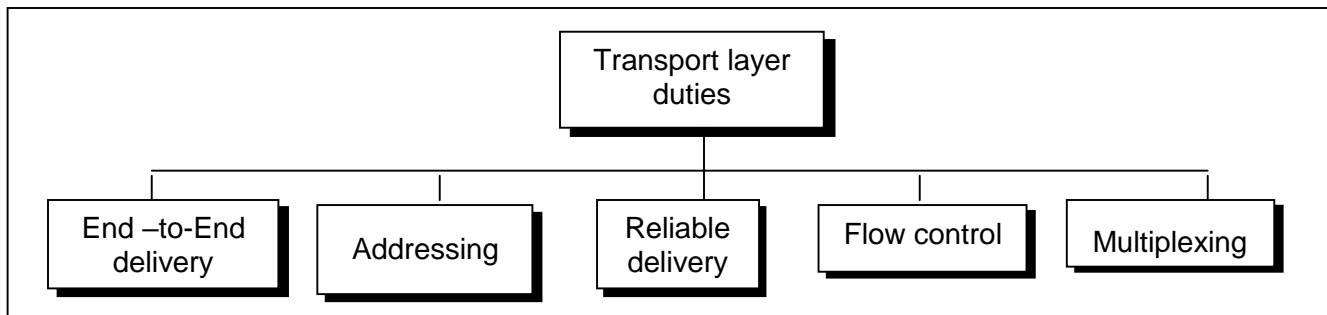 Transport layer
duties
End –to-End
delivery
Addressing
Reliable
delivery
Flow control
Multiplexing